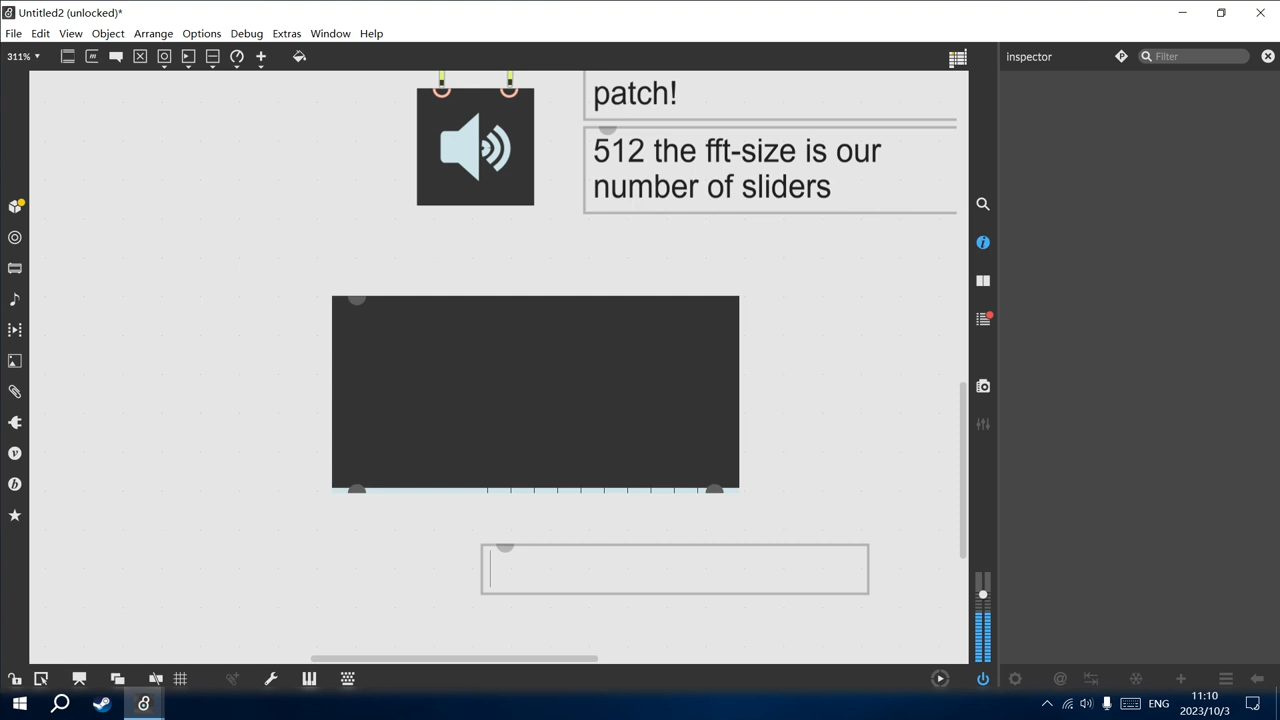 Untitled2 (unlocked)*
File Edit View Object Arrange Options Debug Extras Window Help
311%
inspector
Filter
patch!
512 the fft-size is our
number of sliders
ENG
11:10
2023/10/3